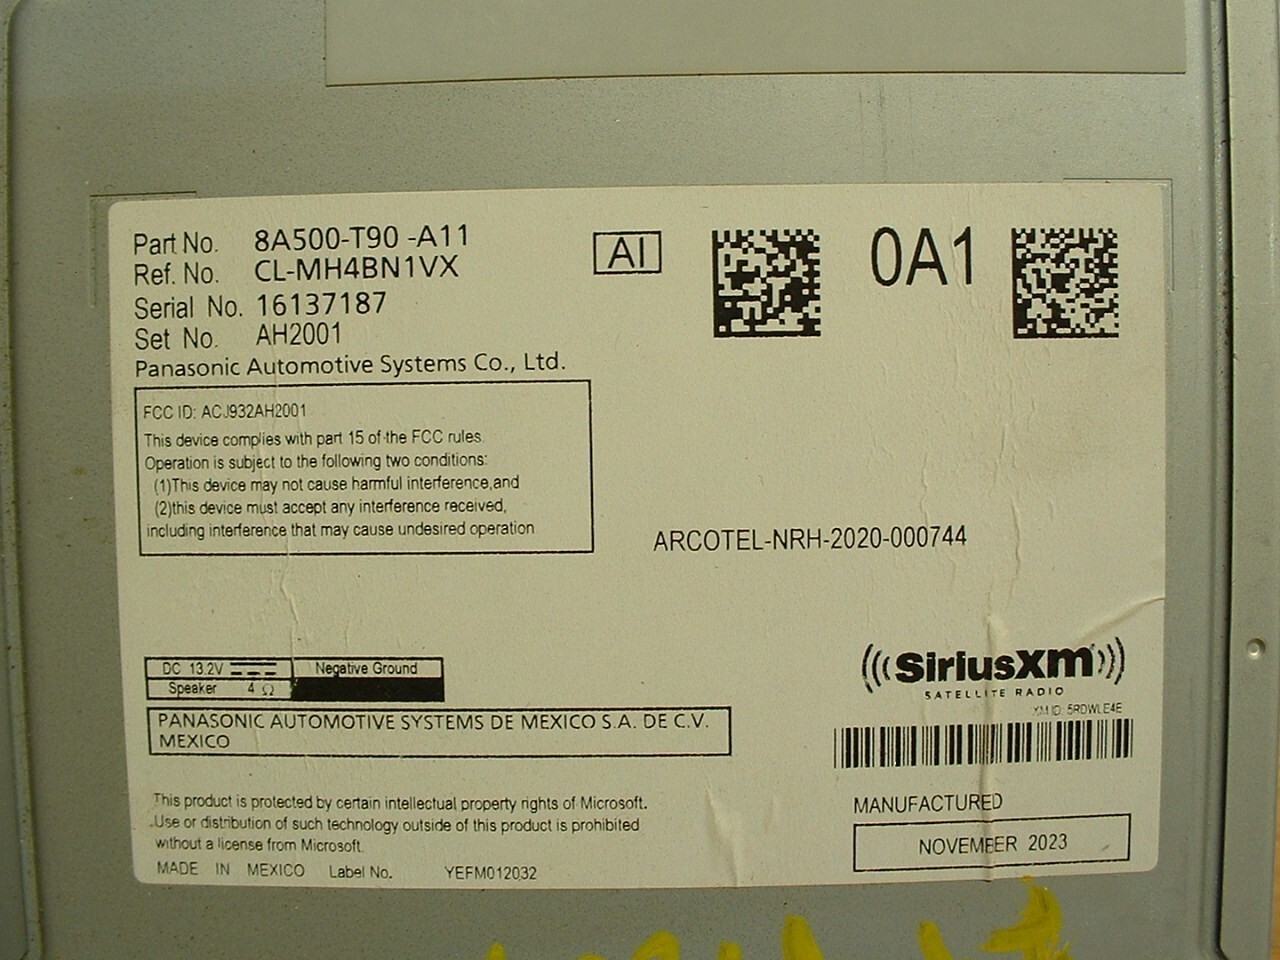 Part No. 8A500-T90 -A11
Ref. No. CL-MH4BN1VX
Serial No. 16137187
Set No. AH2001
AI
0A1
Panasonic Automotive Systems Co., Ltd.
FCC ID: ACJ932AH2001
This device complies with part 15 of the FCC rules.
Operation is subject to the following two conditions:
(1)This device may not cause harmful interference,and
(2)this device must accept any interference received,
including interference that may cause undesired operation
ARCOTEL-NRH-2020-000744
DC 13.2V Negative Ground
Speaker 4 Ω
PANASONIC AUTOMOTIVE SYSTEMS DE MEXICO S.A. DE C.V.
MEXICO
SiriusXM
SATELLITE RADIO
XM ID: 5RDWLE4E
MANUFACTURED
NOVEMBER 2023
This product is protected by certain intellectual property rights of Microsoft.
Use or distribution of such technology outside of this product is prohibited
without a license from Microsoft.
MADE IN MEXICO Label No. YEFM012032